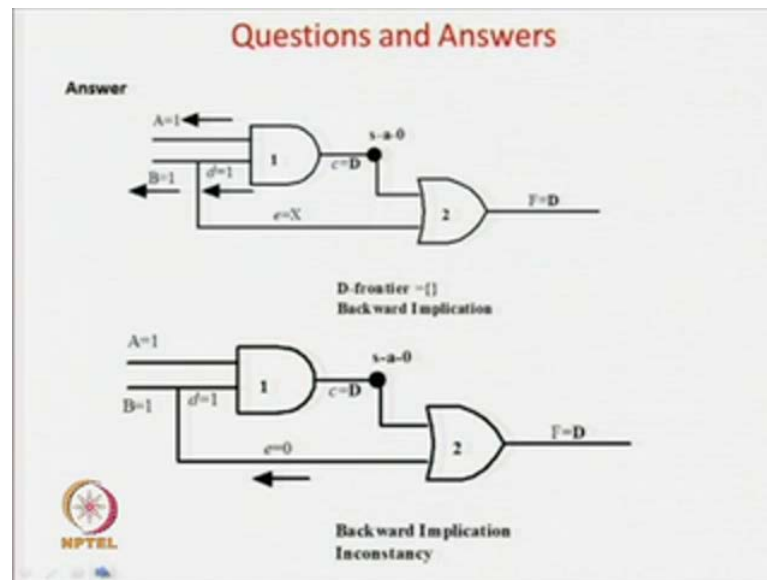 Questions and Answers
Answer
A=1
s-a-0
1
c=D
B=1
d=1
F=D
2
e=X
D-frontier ={}
Backward Implication
A=1
s-a-0
1
c=D
B=1
d=1
F=D
2
e=0
Backward Implication
Inconstancy
NPTEL